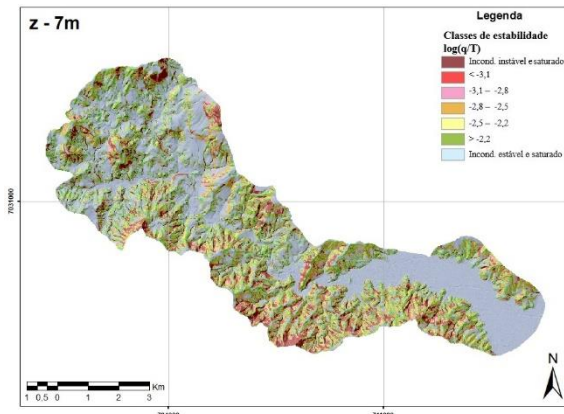 z - 7m
Legenda
Classes de estabilidade
log(q/T)
Incond. instável e saturado
< -3,1
-3,1 – -2,8
-2,8 – -2,5
-2,5 – -2,2
> -2,2
Incond. estável e saturado
N
Km
1 0.5 0 1 2 3